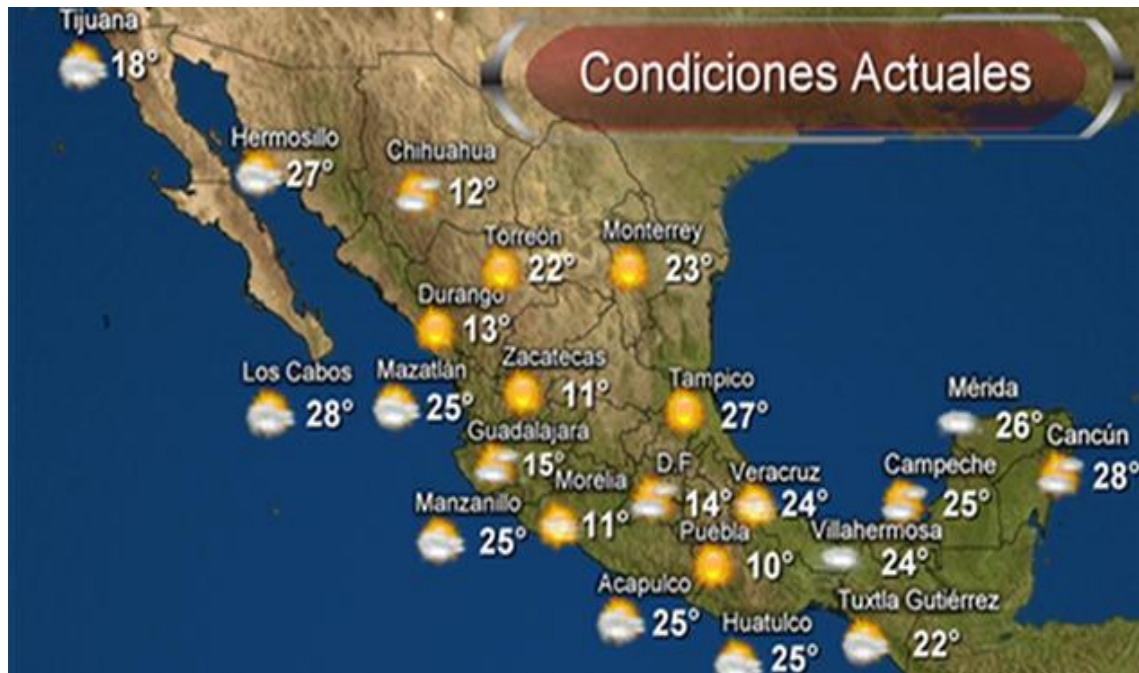 Tijuana
18°
Condiciones Actuales
Hermosillo
27°
Chihuahua
12°
Torreón
22°
Monterrey
23°
Durango
13°
Zacatecas
11°
Los Cabos
28°
Mazatlán
25°
Tampico
27°
Mérida
26°
Guadalajara
15°
Cancún
28°
Morelia
11°
D.F
14°
Veracruz
24°
Campeche
25°
Manzanillo
25°
Puebla
10°
Villahermosa
24°
Acapulco
25°
Huatulco
25°
Tuxtla Gutiérrez
22°